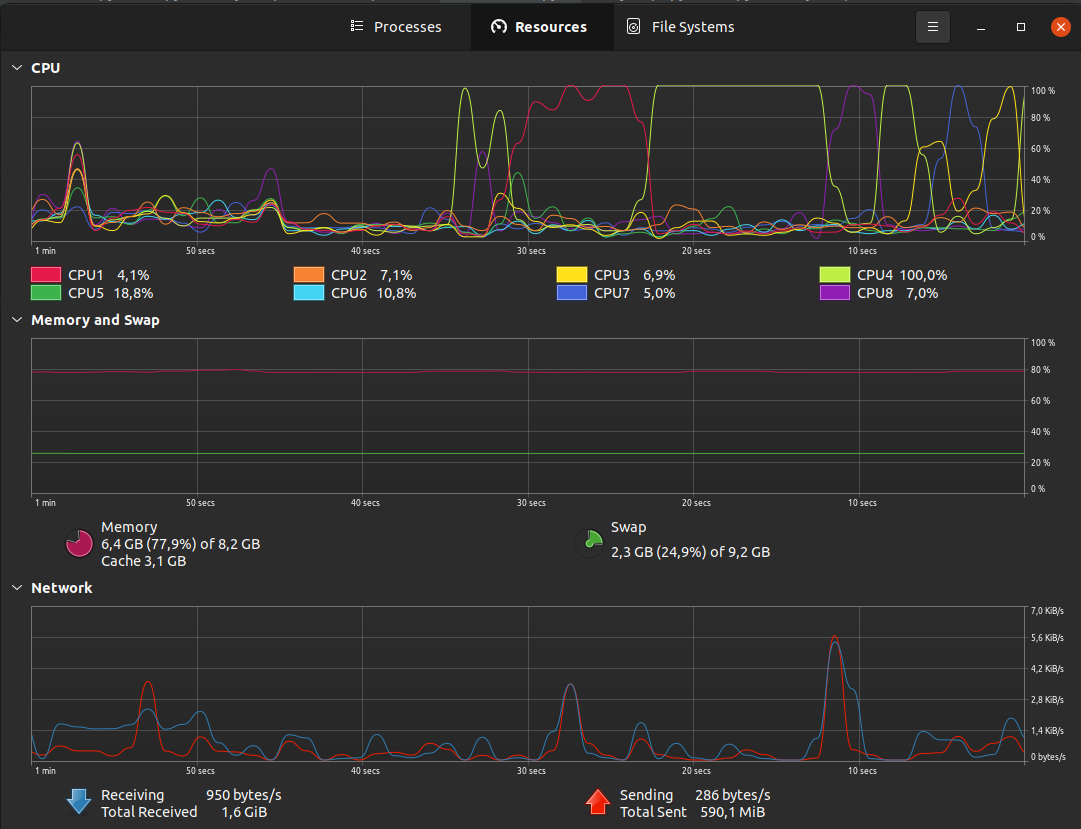 Processes Resources File Systems
CPU
100 %
80 %
60 %
40 %
20 %
0 %
1 min 50 secs 40 secs 30 secs 20 secs 10 secs
CPU1 4,1% CPU2 7,1% CPU3 6,9% CPU4 100,0%
CPU5 18,8% CPU6 10,8% CPU7 5,0% CPU8 7,0%
Memory and Swap
100 %
80 %
60 %
40 %
20 %
0 %
1 min 50 secs 40 secs 30 secs 20 secs 10 secs
Memory
6,4 GB (77,9%) of 8,2 GB
Cache 3,1 GB
Swap
2,3 GB (24,9%) of 9,2 GB
Network
7,0 KiB/s
5,6 KiB/s
4,2 KiB/s
2,8 KiB/s
1,4 KiB/s
0 bytes/s
1 min 50 secs 40 secs 30 secs 20 secs 10 secs
Receiving 950 bytes/s
Total Received 1,6 GiB
Sending 286 bytes/s
Total Sent 590,1 MiB